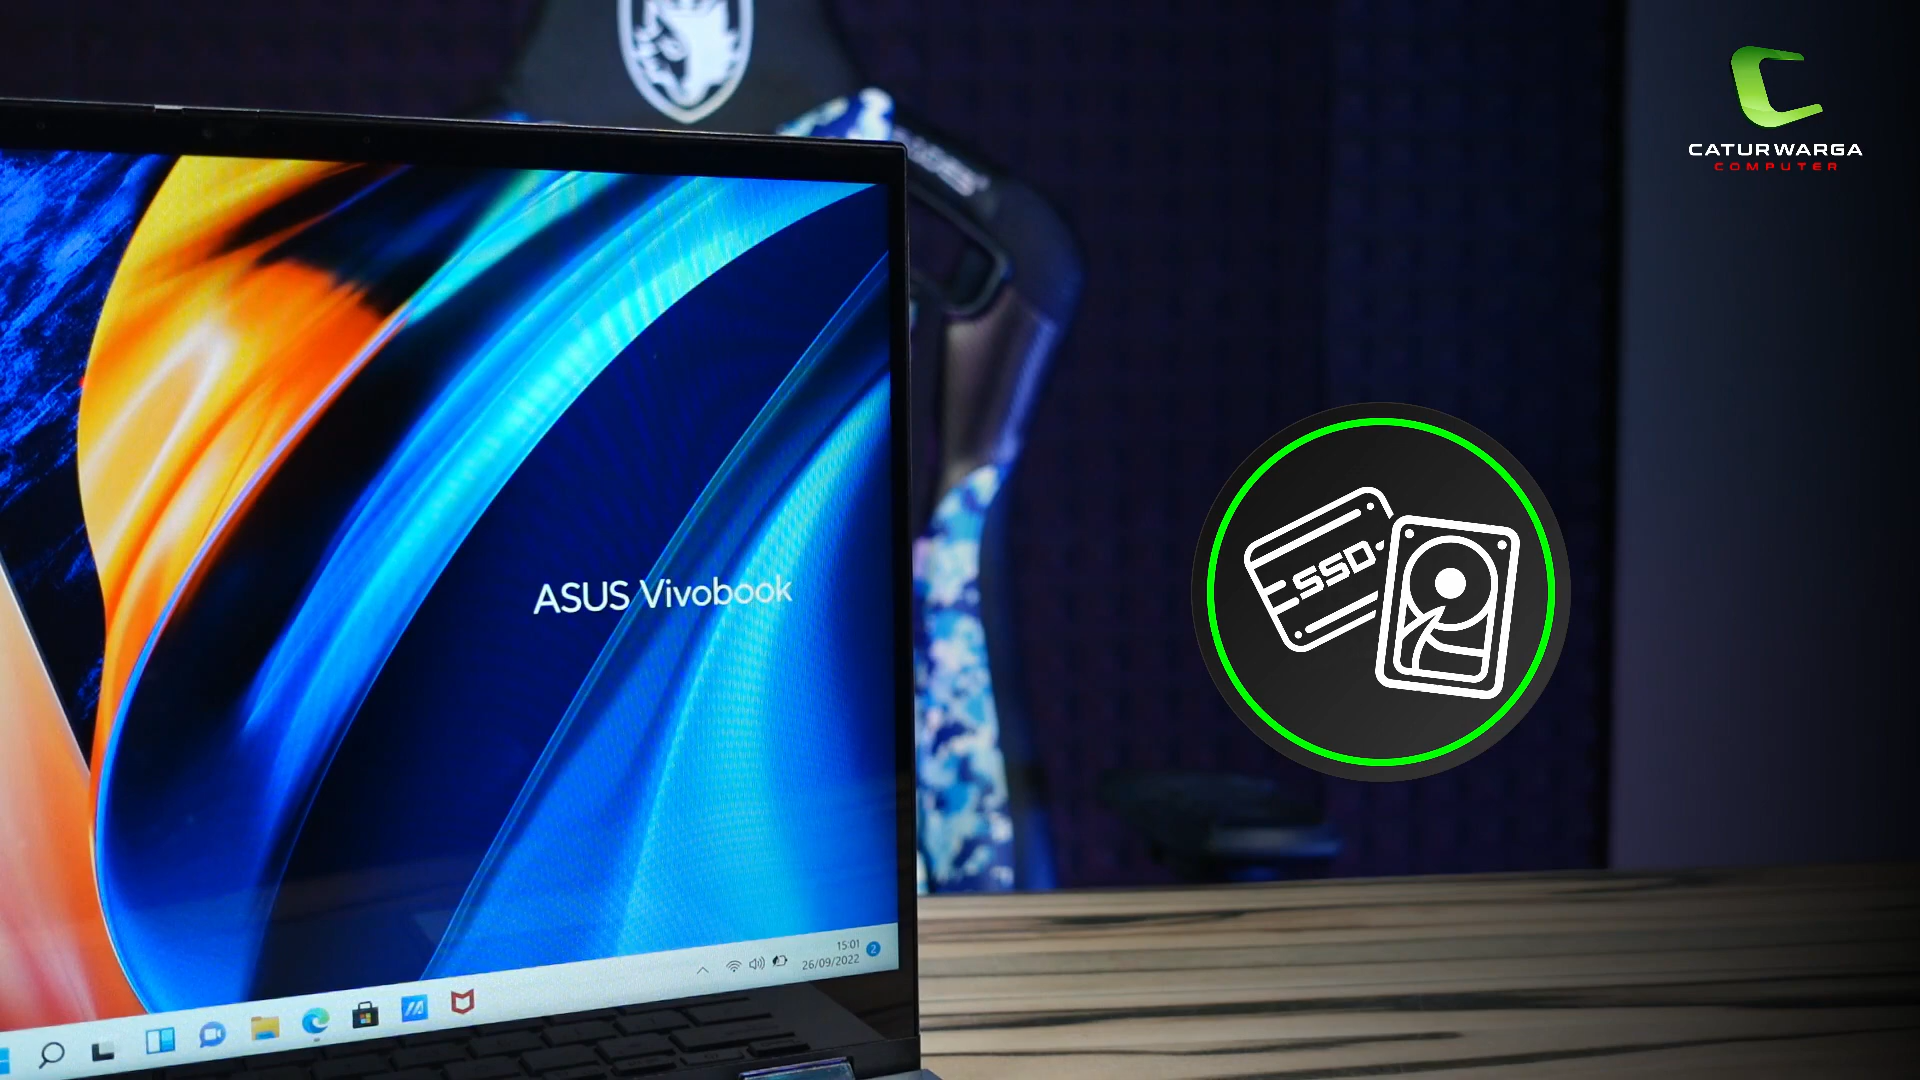 CATURWARGA
COMPUTER
ASUS Vivobook
SSD
15:01
26/09/2022
2